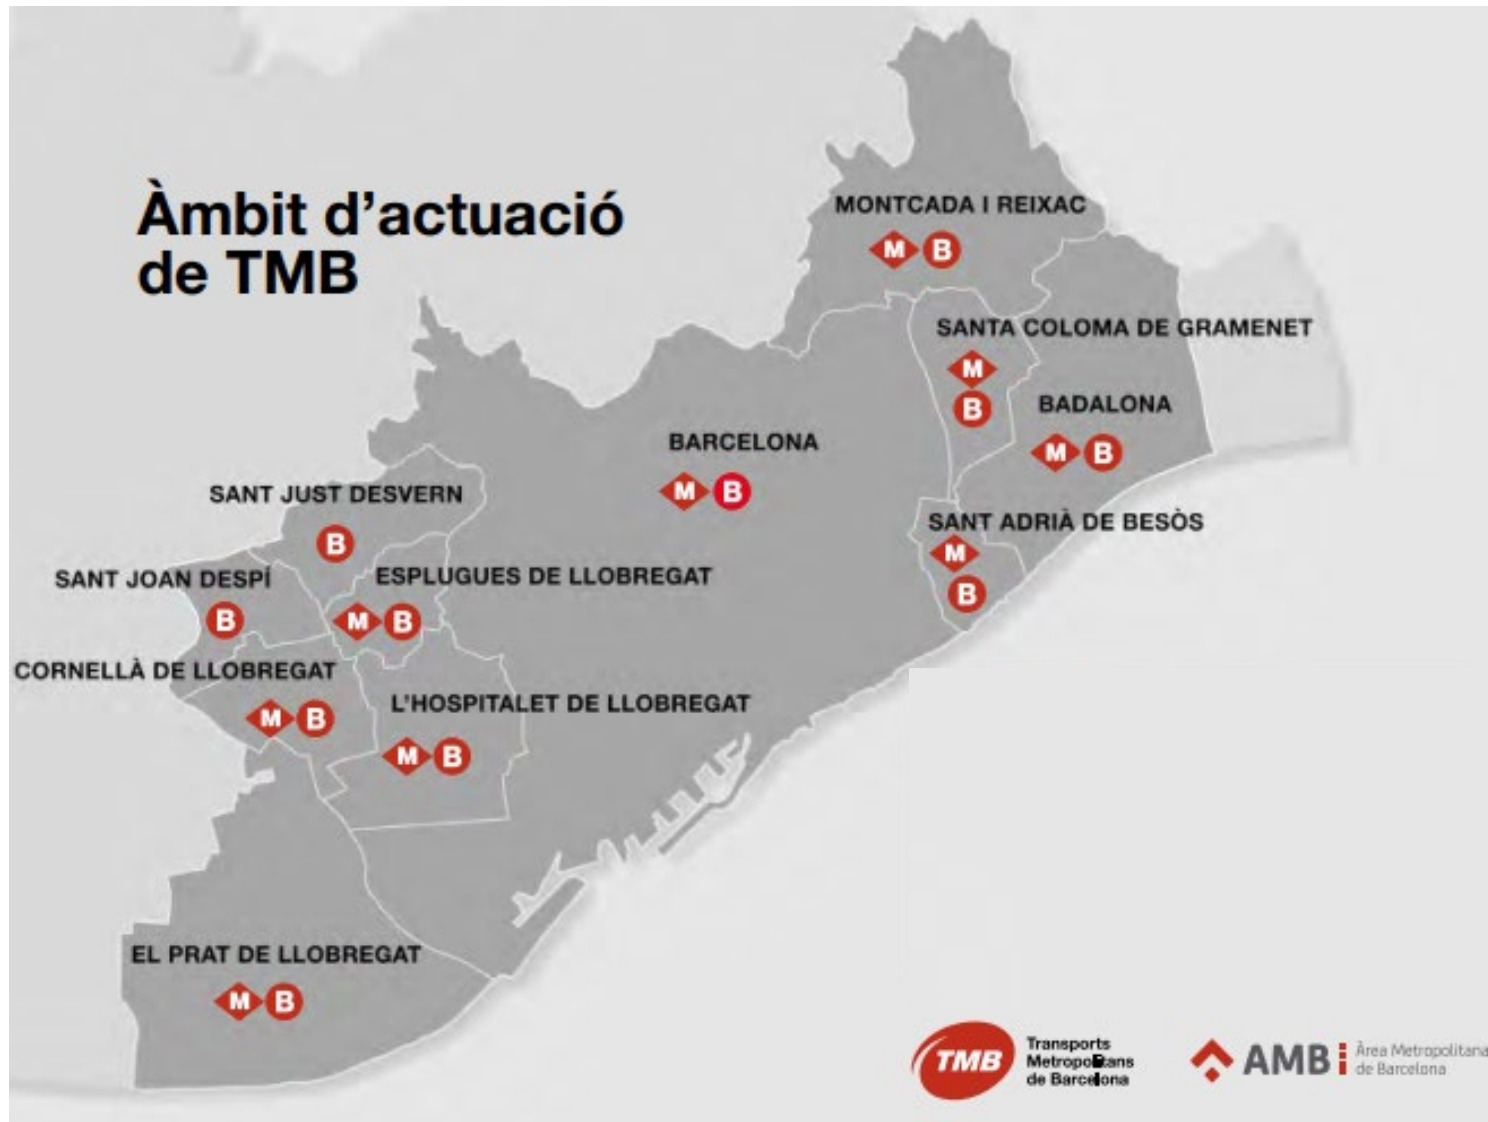 Àmbit d'actuació
de TMB
MONTCADA I REIXAC
M B
SANTA COLOMA DE GRAMENET
M
B
BADALONA
M B
BARCELONA
M B
SANT JUST DESVERN
B
SANT ADRIÀ DE BESÒS
M
B
SANT JOAN DESPÍ
B
ESPLUGUES DE LLOBREGAT
M B
CORNELLÀ DE LLOBREGAT
M B
L'HOSPITALET DE LLOBREGAT
M B
EL PRAT DE LLOBREGAT
M B
TMB
Transports
Metropolitans
de Barcelona
AMB
Àrea Metropolitana
de Barcelona